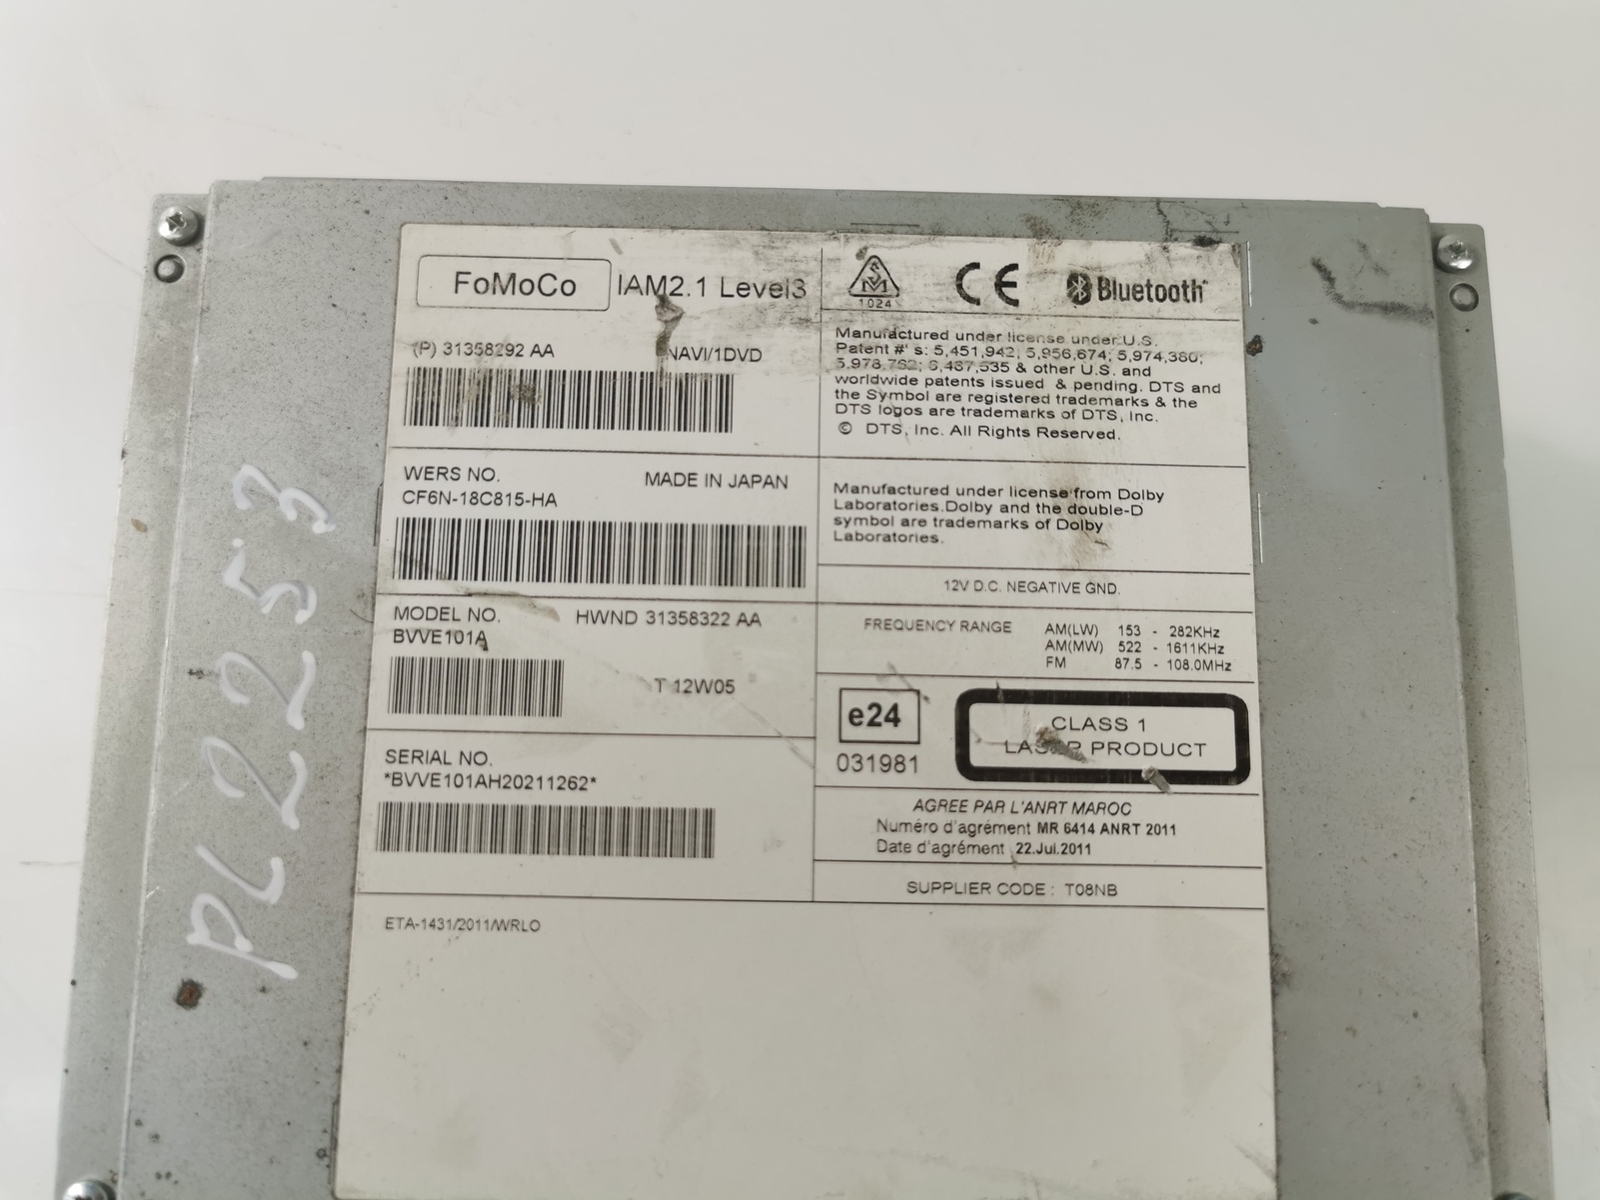 FoMoCo IAM2.1 Level3
(P) 31358292 AA NAVI/1DVD
WERS NO. MADE IN JAPAN
CF6N-18C815-HA
MODEL NO. HWND 31358322 AA
BVVE101A
T 12W05
SERIAL NO.
*BVVE101AH20211262*
ETA-1431/2011/WRLO
S M 1024 CE Bluetooth
Manufactured under license under U.S.
Patent #' s: 5,451,942; 5,956,674; 5,974,380;
5,978,762; 6,487,535 & other U.S. and
worldwide patents issued & pending. DTS and
the Symbol are registered trademarks & the
DTS logos are trademarks of DTS, Inc.
© DTS, Inc. All Rights Reserved.
Manufactured under license from Dolby
Laboratories.Dolby and the double-D
symbol are trademarks of Dolby
Laboratories.
12V D.C. NEGATIVE GND.
FREQUENCY RANGE AM(LW) 153 - 282KHz
AM(MW) 522 - 1611KHz
FM 87.5 - 108.0MHz
e24
031981
CLASS 1
LASER PRODUCT
AGREE PAR L'ANRT MAROC
Numéro d'agrément MR 6414 ANRT 2011
Date d'agrément 22.Jul.2011
SUPPLIER CODE : T08NB
PL2253